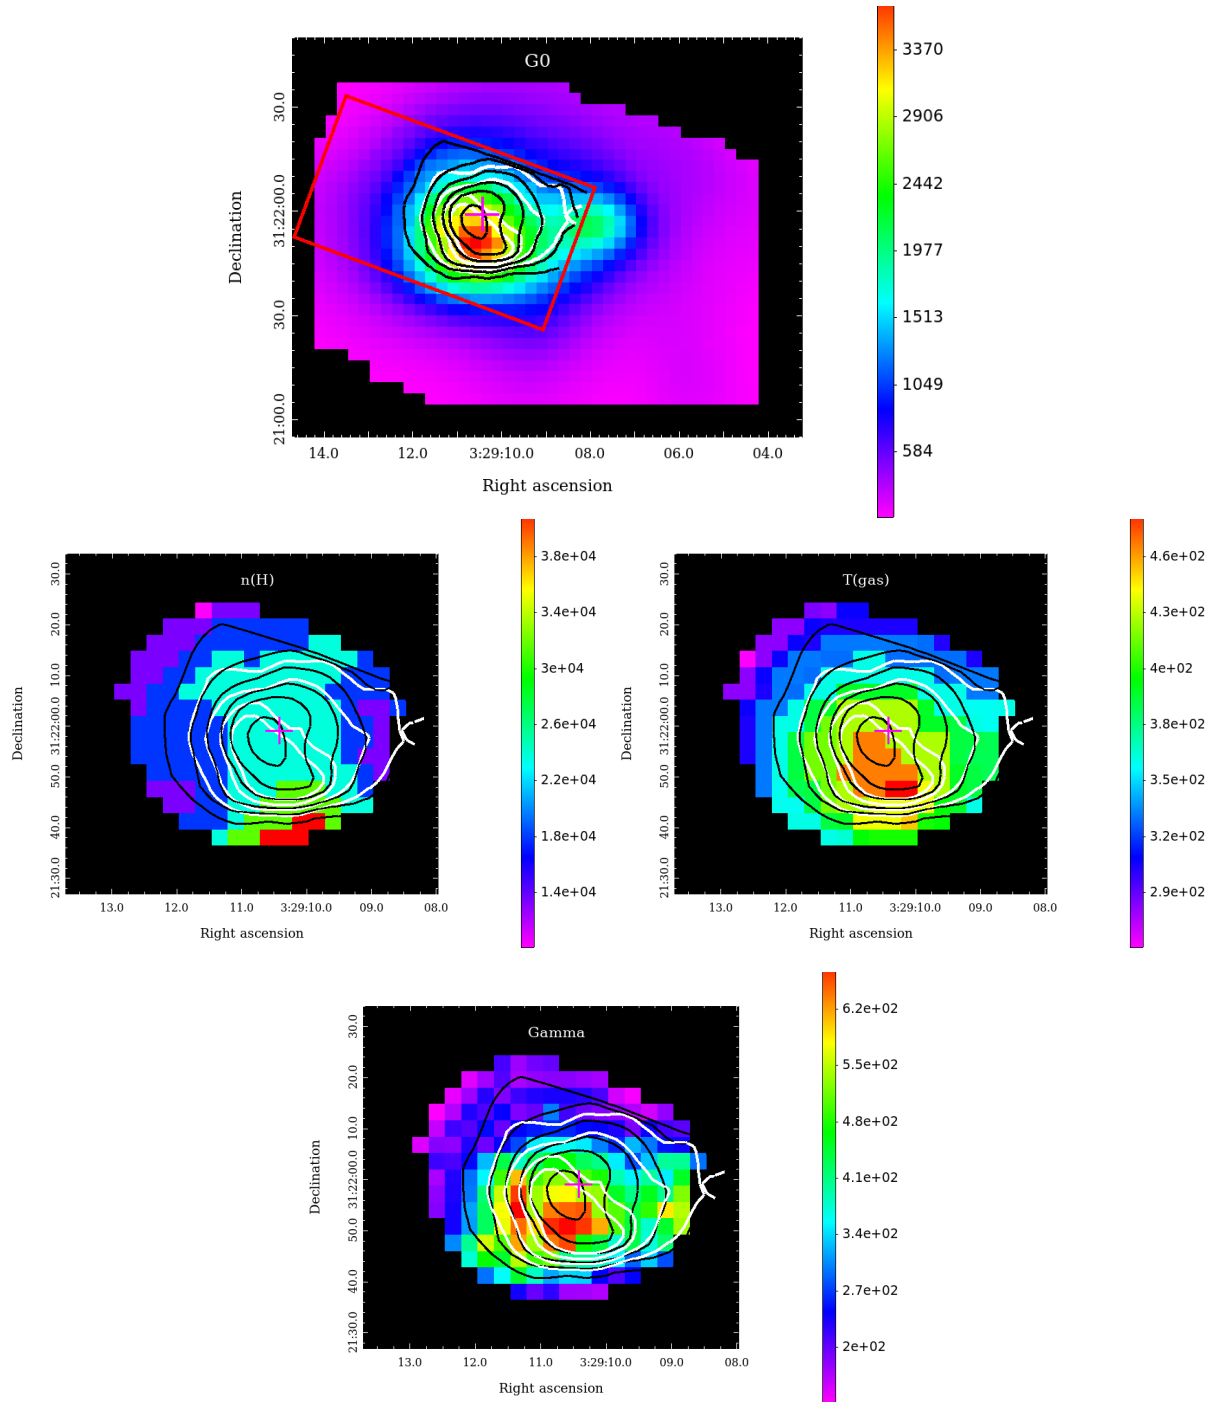 G0
Declination
30.0
31:22:00.0
30.0
21:00.0
14.0 12.0 3:29:10.0 08.0 06.0 04.0
Right ascension
3370
2906
2442
1977
1513
1049
584
n(H)
Declination
30.0
20.0
10.0
31:22:00.0
50.0
40.0
21:30.0
13.0 12.0 11.0 3:29:10.0 09.0 08.0
Right ascension
3.8e+04
3.4e+04
3e+04
2.6e+04
2.2e+04
1.8e+04
1.4e+04
T(gas)
Declination
30.0
20.0
10.0
31:22:00.0
50.0
40.0
21:30.0
13.0 12.0 11.0 3:29:10.0 09.0 08.0
Right ascension
4.6e+02
4.3e+02
4e+02
3.8e+02
3.5e+02
3.2e+02
2.9e+02
Gamma
Declination
30.0
20.0
10.0
31:22:00.0
50.0
40.0
21:30.0
13.0 12.0 11.0 3:29:10.0 09.0 08.0
Right ascension
6.2e+02
5.5e+02
4.8e+02
4.1e+02
3.4e+02
2.7e+02
2e+02